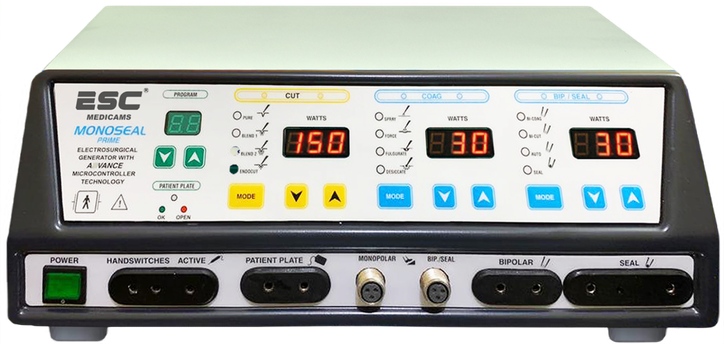 ESC®
MEDICAMS
MONOSEAL
PRIME
ELECTROSURGICAL
GENERATOR WITH
ADVANCE
MICROCONTROLLER
TECHNOLOGY
PROGRAM
PATIENT PLATE
OK OPEN
CUT
WATTS
PURE
BLEND 1
BLEND 2
ENDOCUT
150
MODE
COAG
WATTS
SPRAY
FORCE
FULGURATE
DESICCATE
30
MODE
BIP / SEAL
WATTS
BI-COAG
BI-CUT
AUTO
SEAL
30
MODE
POWER
HANDSWITCHES ACTIVE
PATIENT PLATE
MONOPOLAR
BIP./SEAL
BIPOLAR
SEAL